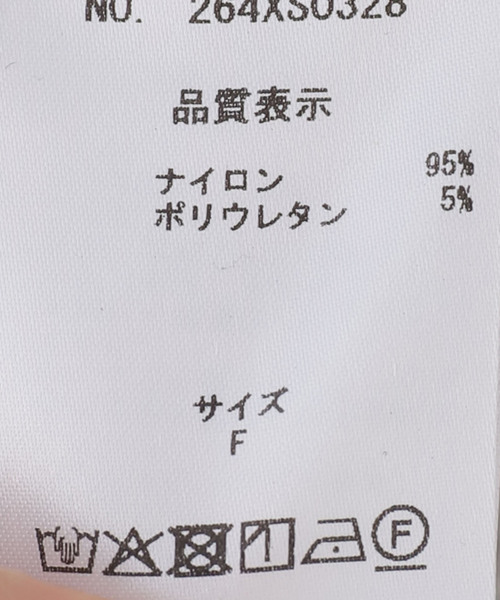 NO. 264XS0328
品質表示
ナイロン 95%
ポリウレタン 5%
サイズ
F
F